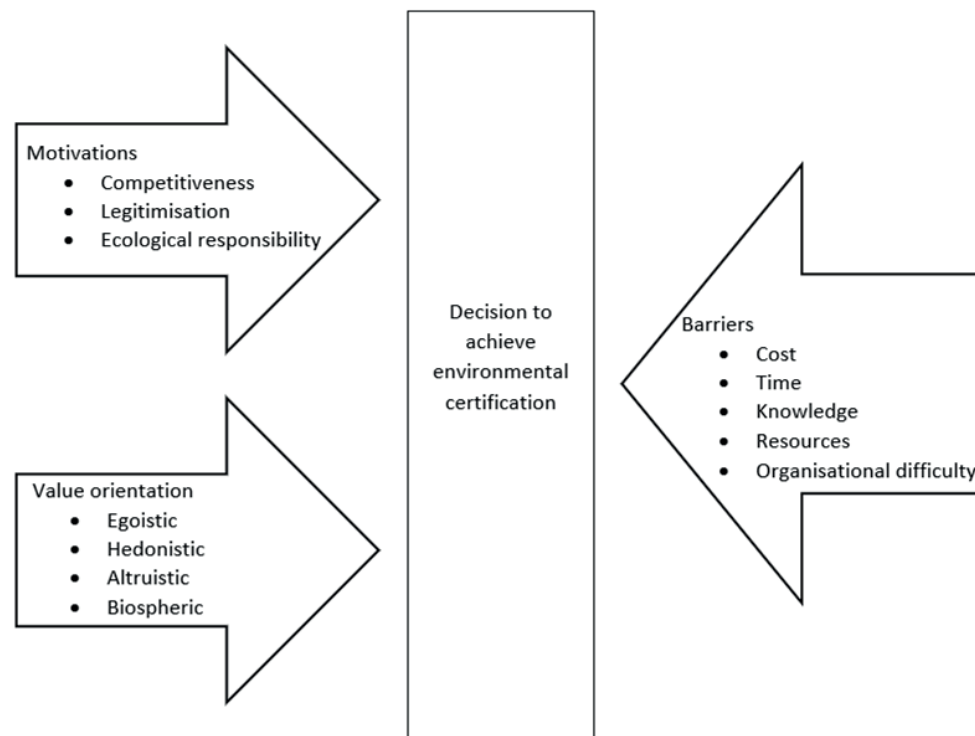 Motivations
• Competitiveness
• Legitimisation
• Ecological responsibility
Value orientation
• Egoistic
• Hedonistic
• Altruistic
• Biospheric
Decision to
achieve
environmental
certification
Barriers
• Cost
• Time
• Knowledge
• Resources
• Organisational difficulty